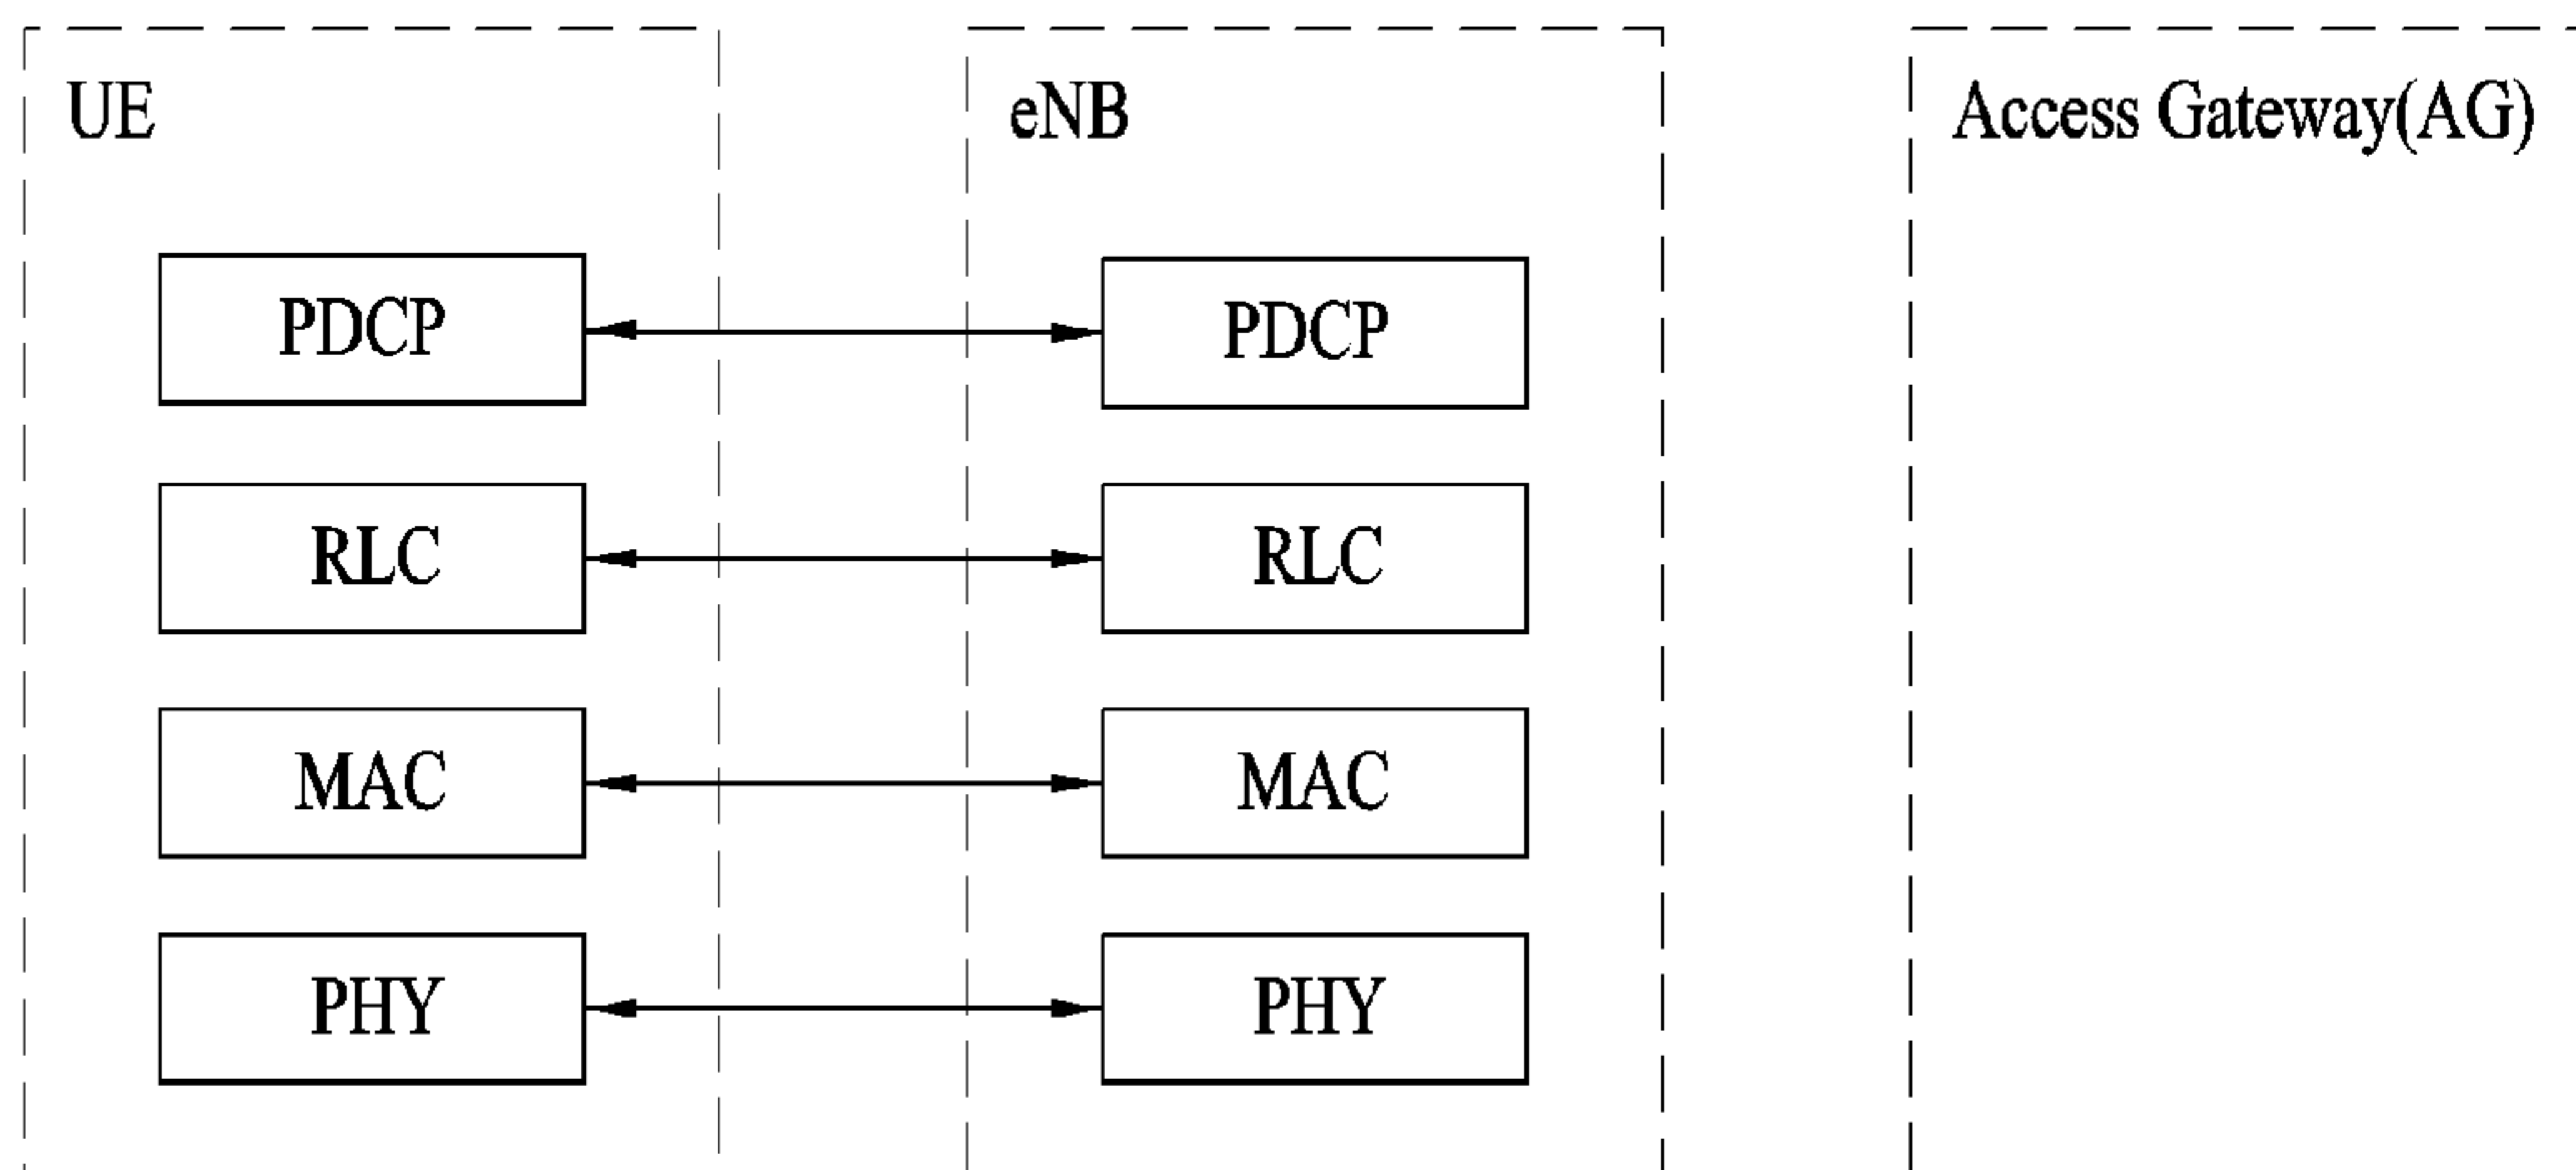 UE
eNB
Access Gateway(AG)
PDCP
PDCP
RLC
RLC
MAC
MAC
PHY
PHY